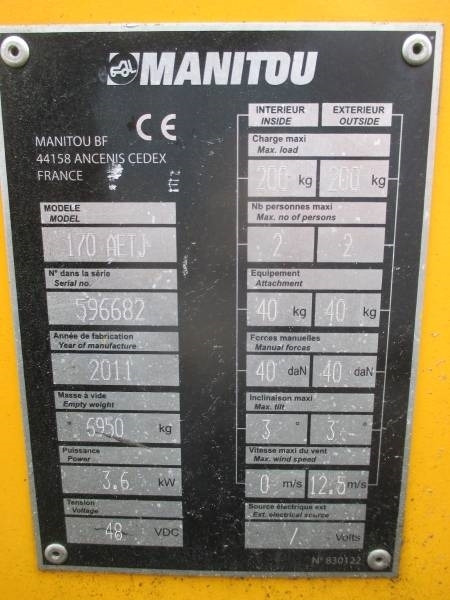 MANITOU
MANITOU BF
44158 ANCENIS CEDEX
FRANCE
CE
MODELE
MODEL
170 AETJ
N° dans la série
Serial no.
596682
Année de fabrication
Year of manufacture
2011
Masse à vide
Empty weight
6950 kg
Puissance
Power
3.6 kW
Tension
Voltage
48 VDC
INTERIEUR EXTERIEUR
INSIDE OUTSIDE
Charge maxi
Max. load
200 kg 200 kg
Nb personnes maxi
Max. no of persons
2 2
Equipement
Attachment
40 kg 40 kg
Forces manuelles
Manual forces
40 daN 40 daN
Inclinaison maxi
Max. tilt
3 ° 3 °
Vitesse maxi du vent
Max. wind speed
0 m/s 12.5 m/s
Source électrique ext
Ext. electrical source
/ Volts
N° 830122